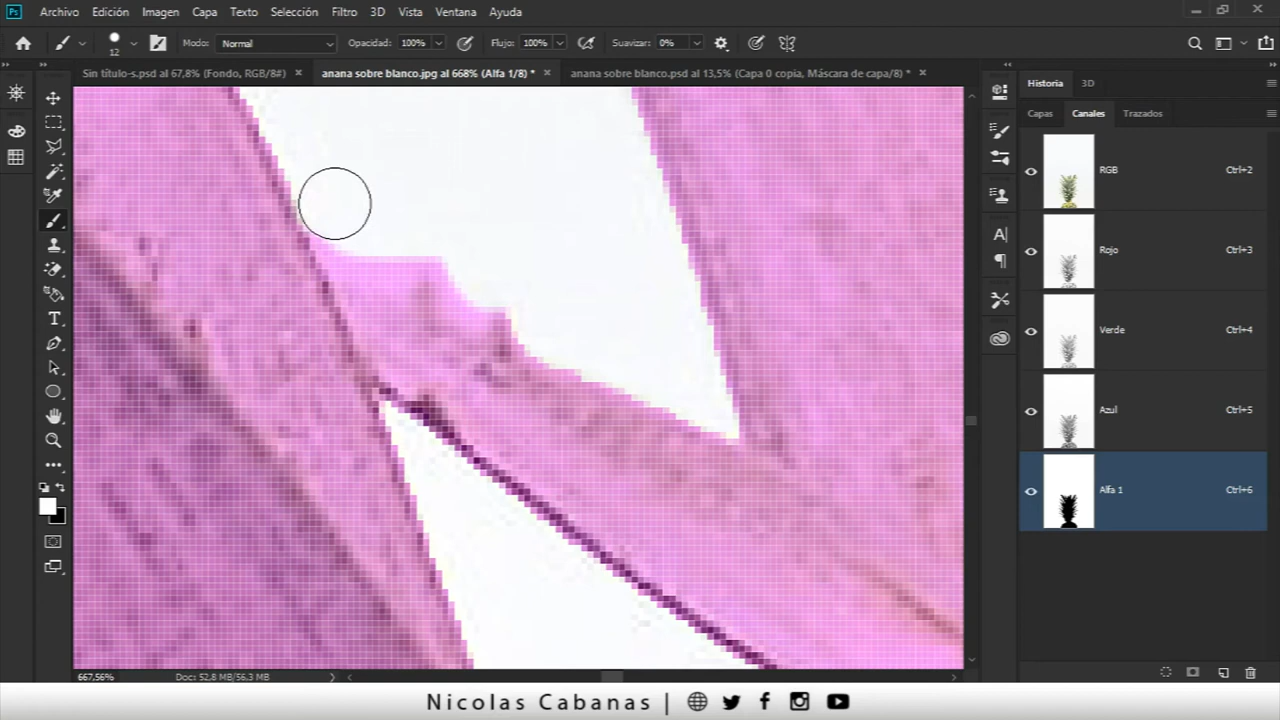 Ps Archivo Edición Imagen Capa Texto Selección Filtro 3D Vista Ventana Ayuda
12 Modo: Normal Opacidad: 100% Flujo: 100% Suavizar: 0%
Sin título-s.psd al 67,8% (Fondo, RGB/8#) × anana sobre blanco.jpg al 668% (Alfa 1/8) * × anana sobre blanco.psd al 13,5% (Capa 0 copia, Máscara de capa/8) * ×
Historia 3D
Capas Canales Trazados
RGB Ctrl+2
Rojo Ctrl+3
Verde Ctrl+4
Azul Ctrl+5
Alfa 1 Ctrl+6
667,56% Doc: 52,8 MB/56,3 MB
Nicolas Cabanas |